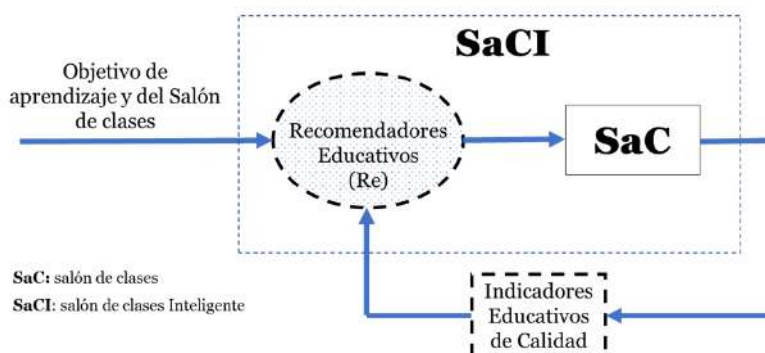 SaCI
Objetivo de
aprendizaje y del Salón
de clases
Recomendadores
Educativos
(Re)
SaC
SaC: salón de clases
SaCI: salón de clases Inteligente
Indicadores
Educativos
de Calidad